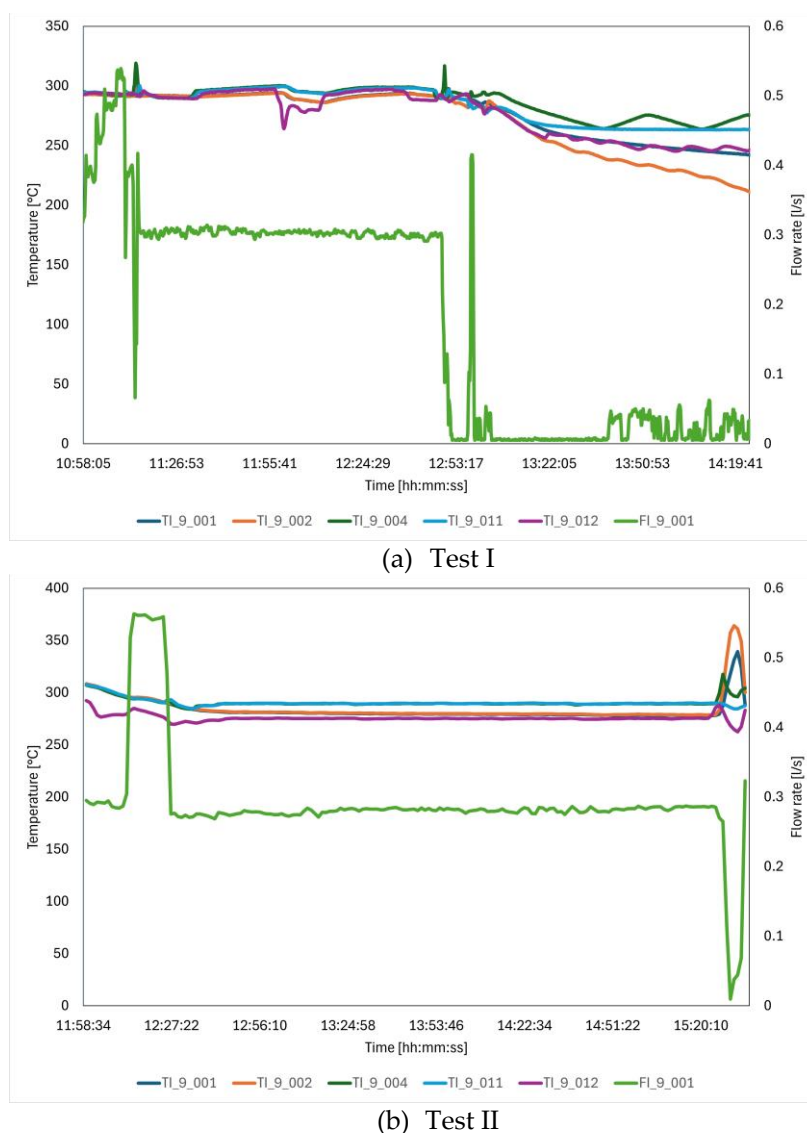 350
300
250
200
150
100
50
0
Temperature [°C]
0.6
0.5
0.4
0.3
0.2
0.1
0
Flow rate [l/s]
10:58:05 11:26:53 11:55:41 12:24:29 12:53:17 13:22:05 13:50:53 14:19:41
Time [hh:mm:ss]
TI_9_001 TI_9_002 TI_9_004 TI_9_011 TI_9_012 FI_9_001
(a) Test I
400
350
300
250
200
150
100
50
0
Temperature [°C]
0.6
0.5
0.4
0.3
0.2
0.1
0
Flow rate [l/s]
11:58:34 12:27:22 12:56:10 13:24:58 13:53:46 14:22:34 14:51:22 15:20:10
Time [hh:mm:ss]
TI_9_001 TI_9_002 TI_9_004 TI_9_011 TI_9_012 FI_9_001
(b) Test II